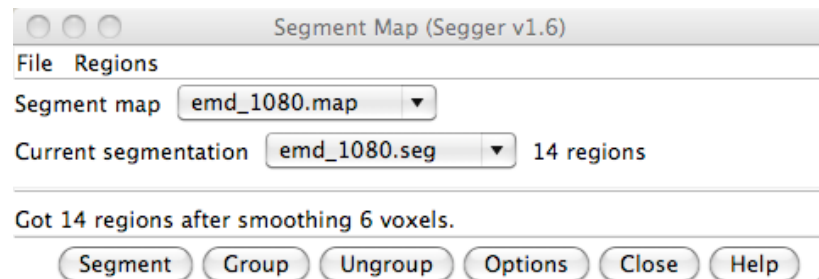 Segment Map (Segger v1.6)
File Regions
Segment map emd_1080.map
Current segmentation emd_1080.seg 14 regions
Got 14 regions after smoothing 6 voxels.
Segment Group Ungroup Options Close Help